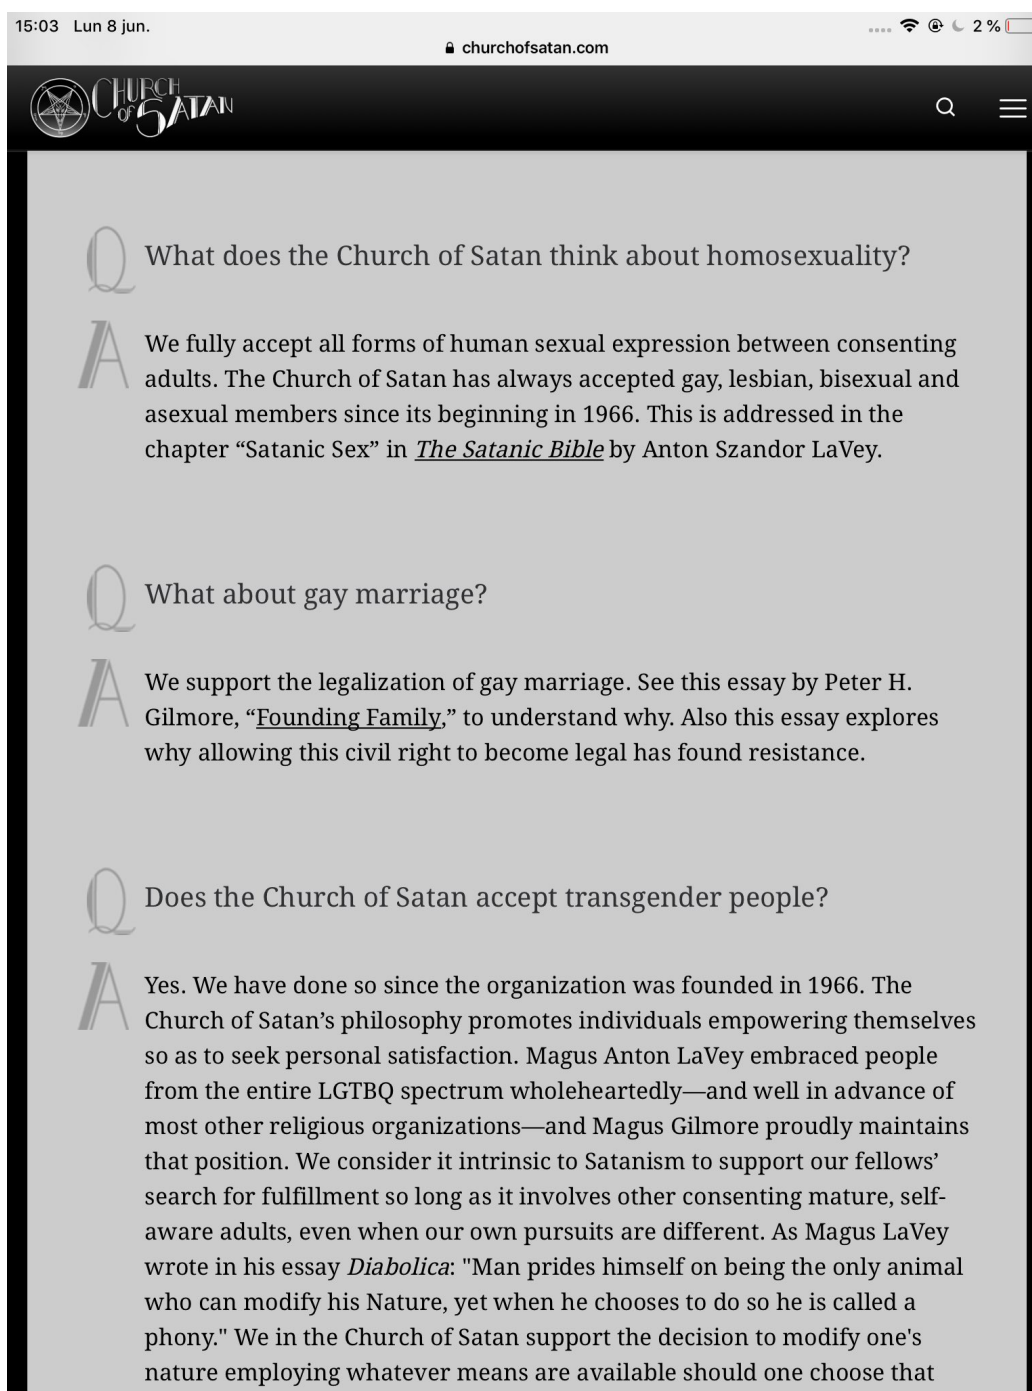 15:03 Lun 8 jun.
2 %
churchofsatan.com
CHURCH
OF
SATAN
Q
What does the Church of Satan think about homosexuality?
A
We fully accept all forms of human sexual expression between consenting
adults. The Church of Satan has always accepted gay, lesbian, bisexual and
asexual members since its beginning in 1966. This is addressed in the
chapter “Satanic Sex” in The Satanic Bible by Anton Szandor LaVey.
Q
What about gay marriage?
A
We support the legalization of gay marriage. See this essay by Peter H.
Gilmore, “Founding Family,” to understand why. Also this essay explores
why allowing this civil right to become legal has found resistance.
Q
Does the Church of Satan accept transgender people?
A
Yes. We have done so since the organization was founded in 1966. The
Church of Satan’s philosophy promotes individuals empowering themselves
so as to seek personal satisfaction. Magus Anton LaVey embraced people
from the entire LGTBQ spectrum wholeheartedly—and well in advance of
most other religious organizations—and Magus Gilmore proudly maintains
that position. We consider it intrinsic to Satanism to support our fellows’
search for fulfillment so long as it involves other consenting mature, self-
aware adults, even when our own pursuits are different. As Magus LaVey
wrote in his essay Diabolica: "Man prides himself on being the only animal
who can modify his Nature, yet when he chooses to do so he is called a
phony." We in the Church of Satan support the decision to modify one's
nature employing whatever means are available should one choose that